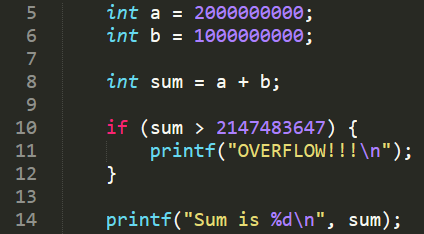 5 int a = 2000000000;
6 int b = 1000000000;
7
8 int sum = a + b;
9
10 if (sum > 2147483647) {
11 printf("OVERFLOW!!!\n");
12 }
13
14 printf("Sum is %d\n", sum);